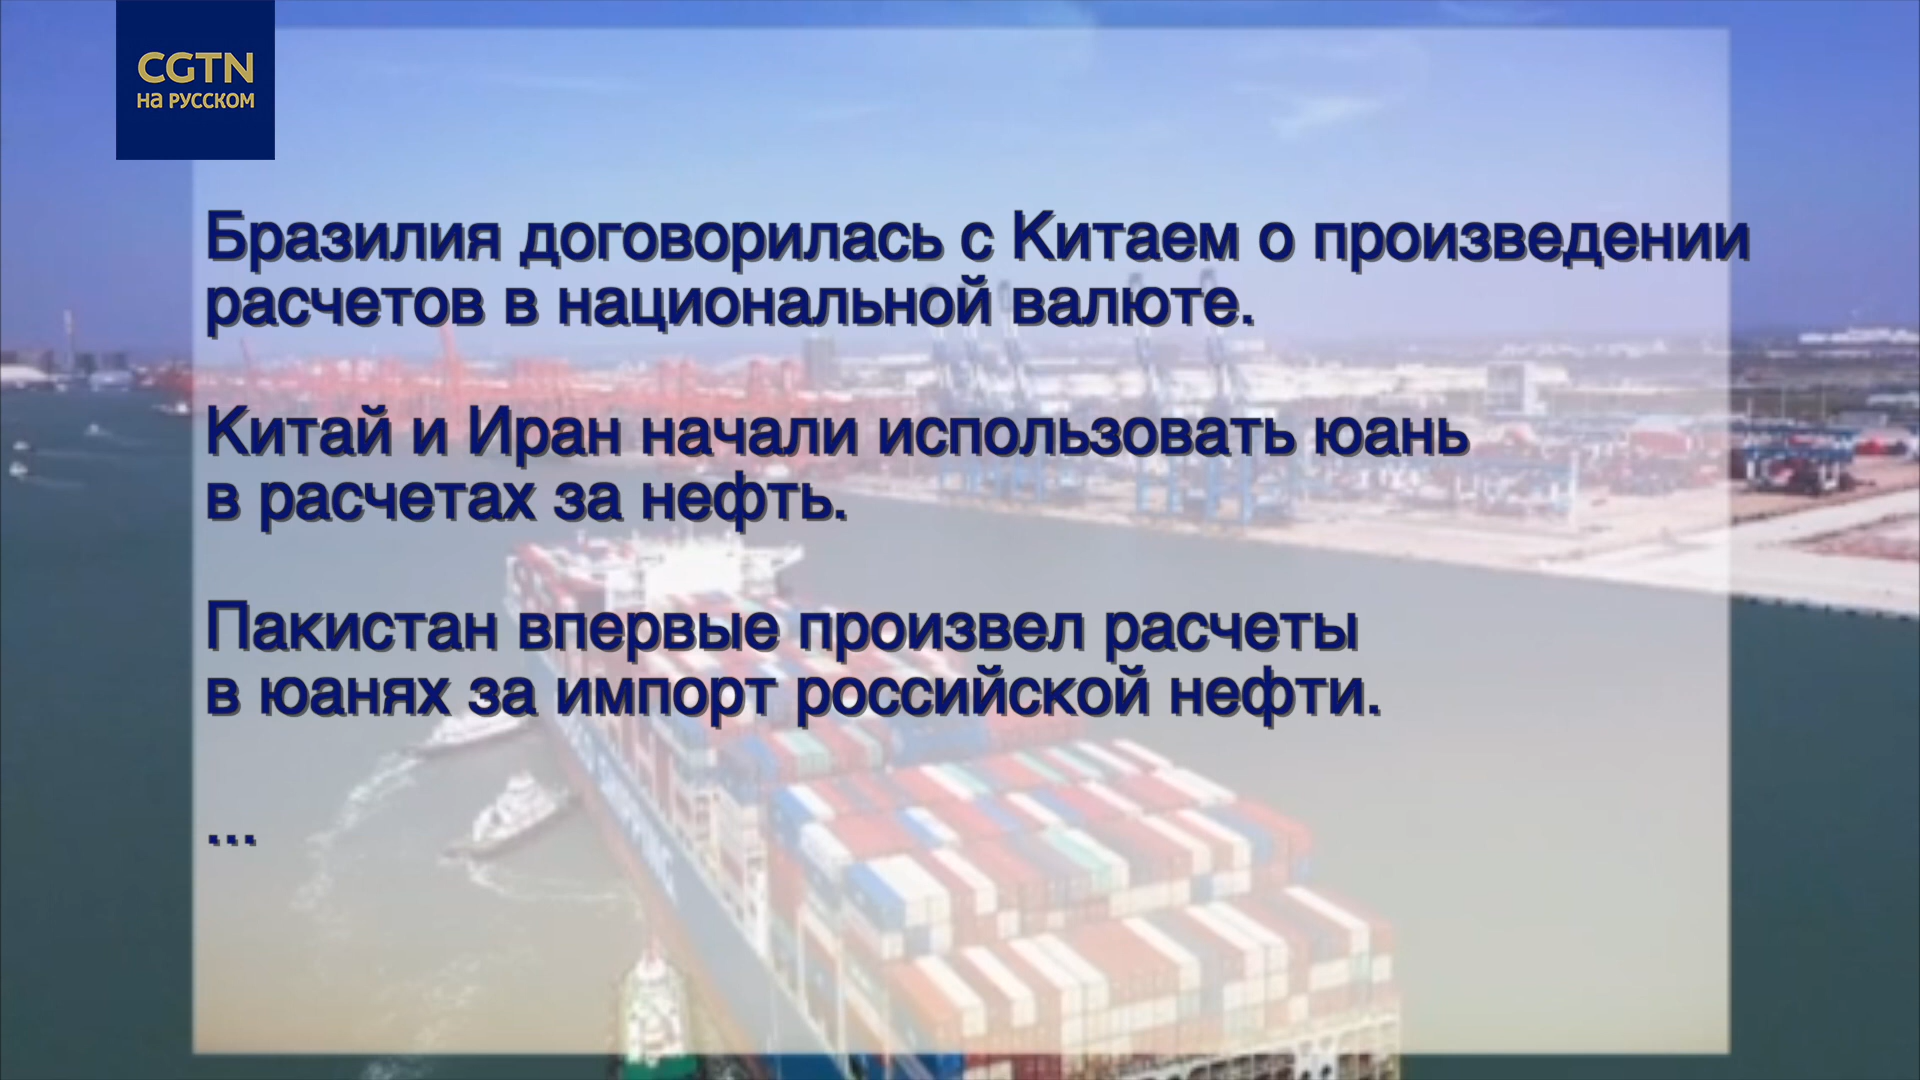 CGTN
на русском
Бразилия договорилась с Китаем о произведении
расчетов в национальной валюте.
Китай и Иран начали использовать юань
в расчетах за нефть.
Пакистан впервые произвел расчеты
в юанях за импорт российской нефти.
...